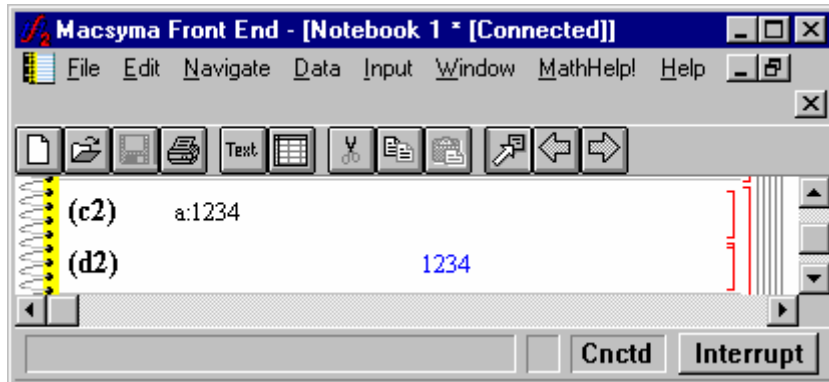 Macsyma Front End - [Notebook 1 * [Connected]]
File Edit Navigate Data Input Window MathHelp! Help
Text
(c2) a:1234
(d2) 1234
Cnctd Interrupt